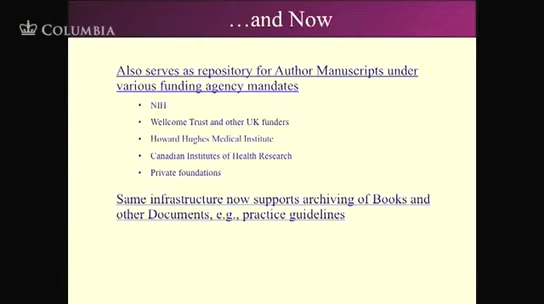 COLUMBIA
…and Now
Also serves as repository for Author Manuscripts under
various funding agency mandates
• NIH
• Wellcome Trust and other UK funders
• Howard Hughes Medical Institute
• Canadian Institutes of Health Research
• Private foundations
Same infrastructure now supports archiving of Books and
other Documents, e.g., practice guidelines